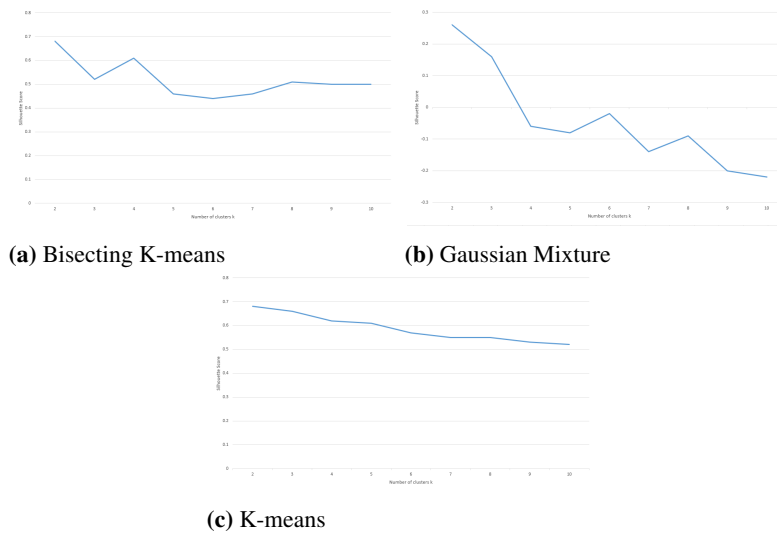 0.8
0.7
0.6
0.5
0.4
0.3
0.2
0.1
0
Silhouette Score
2 3 4 5 6 7 8 9 10
Number of clusters k
(a) Bisecting K-means
0.3
0.2
0.1
0
-0.1
-0.2
-0.3
Silhouette Score
2 3 4 5 6 7 8 9 10
Number of clusters k
(b) Gaussian Mixture
0.8
0.7
0.6
0.5
0.4
0.3
0.2
0.1
0
Silhouette Score
2 3 4 5 6 7 8 9 10
Number of clusters k
(c) K-means